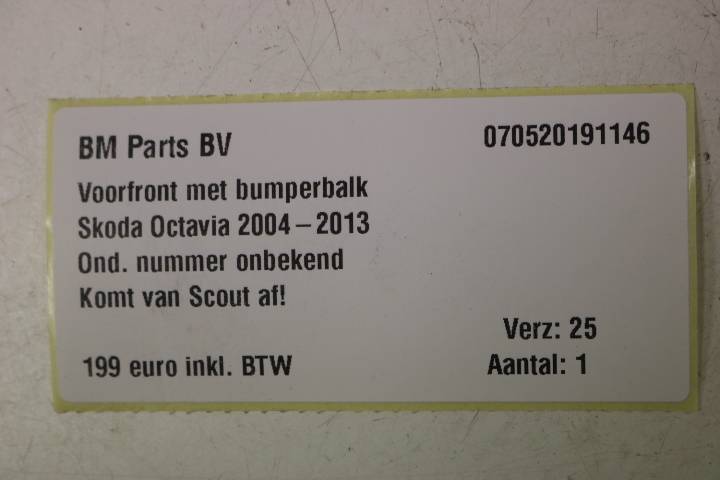 BM Parts BV 070520191146
Voorfront met bumperbalk
Skoda Octavia 2004 – 2013
Ond. nummer onbekend
Komt van Scout af!
Verz: 25
199 euro inkl. BTW Aantal: 1